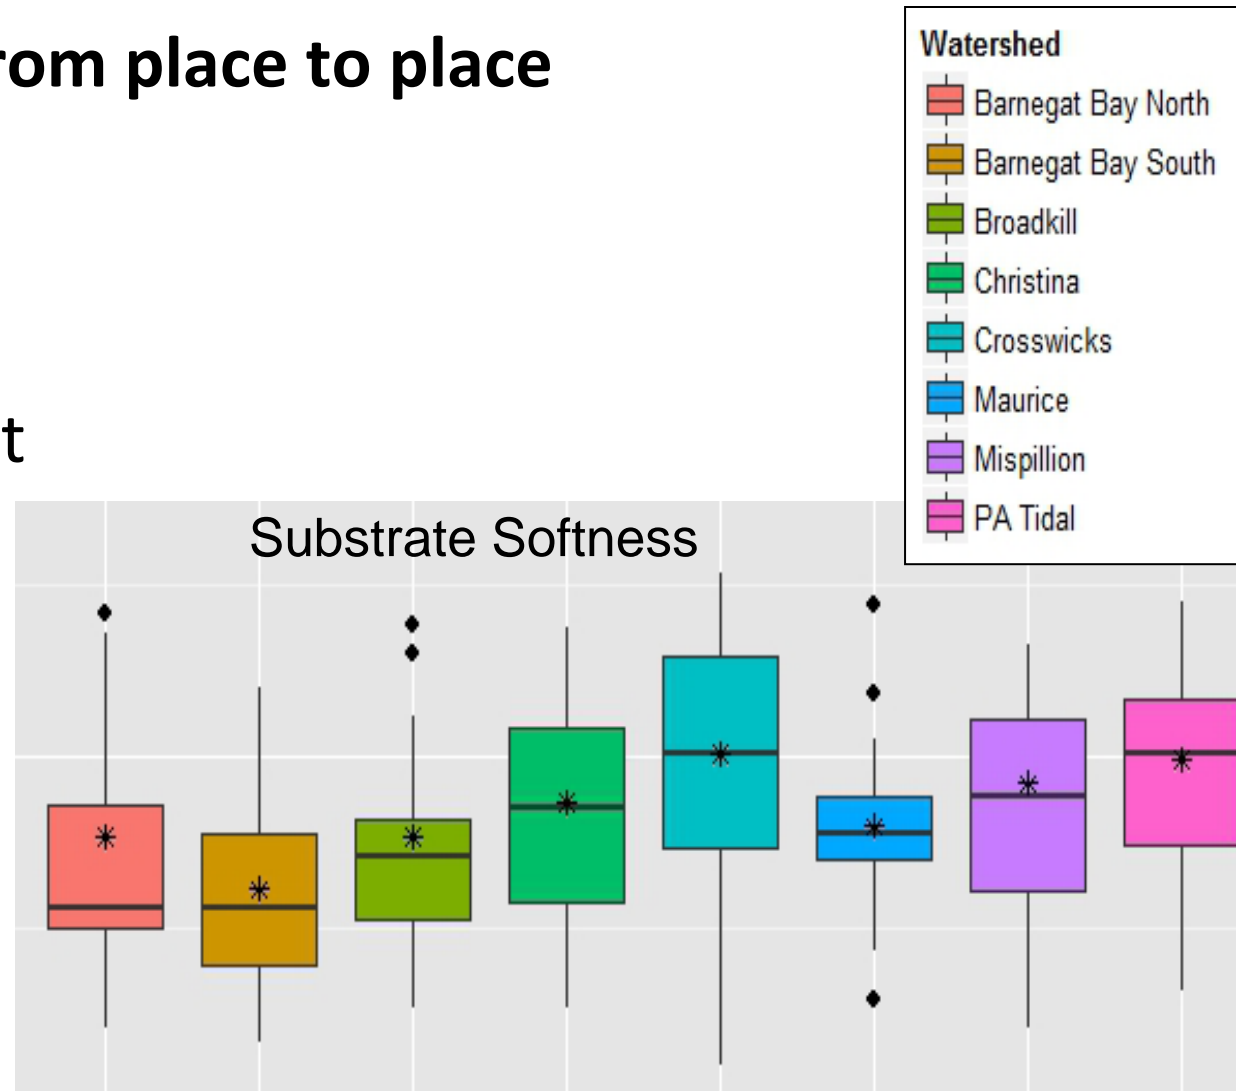 rom place to place
t
Substrate Softness
Watershed
Barnegat Bay North
Barnegat Bay South
Broadkill
Christina
Crosswicks
Maurice
Mispillion
PA Tidal